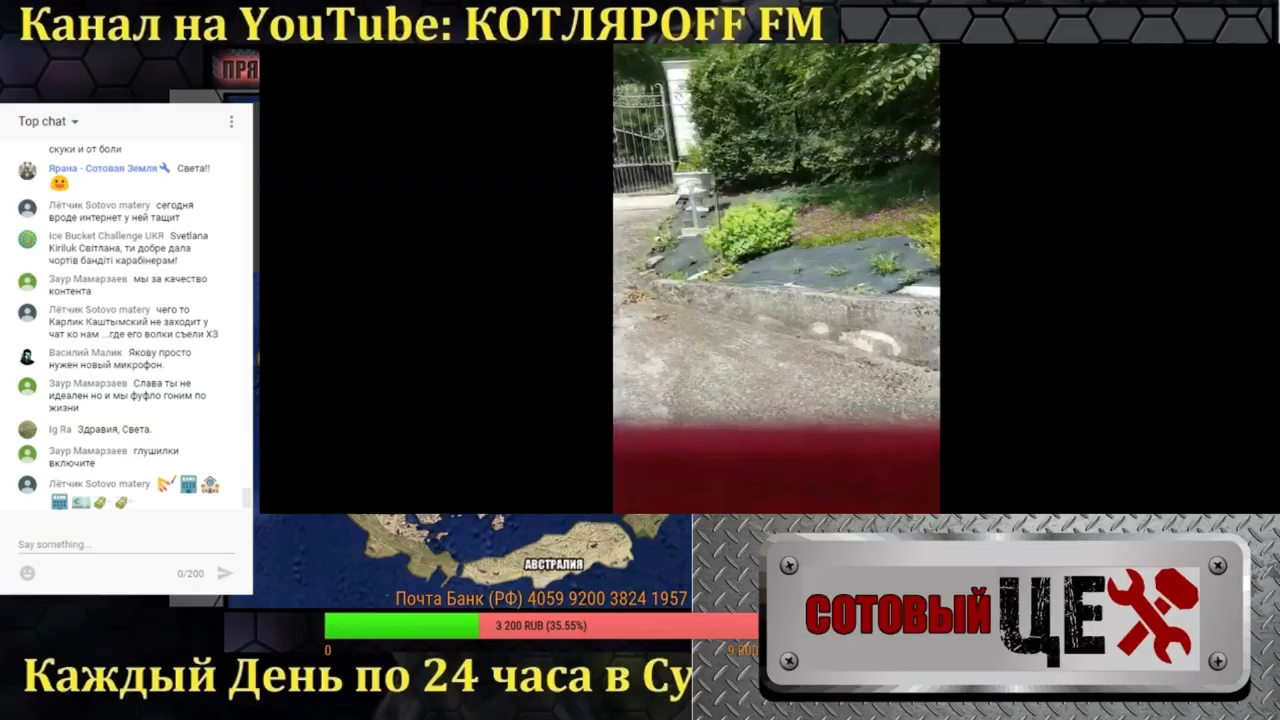 Канал на YouTube: КОТЛЯРOFF FM
ПРЯ
Top chat
скуки и от боли
Ярана - Сотовая Земля Света!!
Лётчик Sotovo matery сегодня
вроде интернет у ней тащит
Ice Bucket Challenge UKR Svetlana
Kiriluk Світлана, ти добре дала
чортів бандіті карабінерам!
Заур Мамарзаев мы за качество
контента
Лётчик Sotovo matery чего то
Карлик Каштымский не заходит у
чат ко нам ...где его волки съели ХЗ
Василий Малик Якову просто
нужен новый микрофон.
Заур Мамарзаев Слава ты не
идеален но и мы фуфло гоним по
жизни
Ig Ra Здравия, Света.
Заур Мамарзаев глушилки
включите
Лётчик Sotovo matery
Say something...
0/200
АВСТРАЛИЯ
Почта Банк (РФ) 4059 9200 3824 1957
3 200 RUB (35.55%)
0
9 000
СОТОВЫЙ ЦЕХ
Каждый День по 24 часа в Су